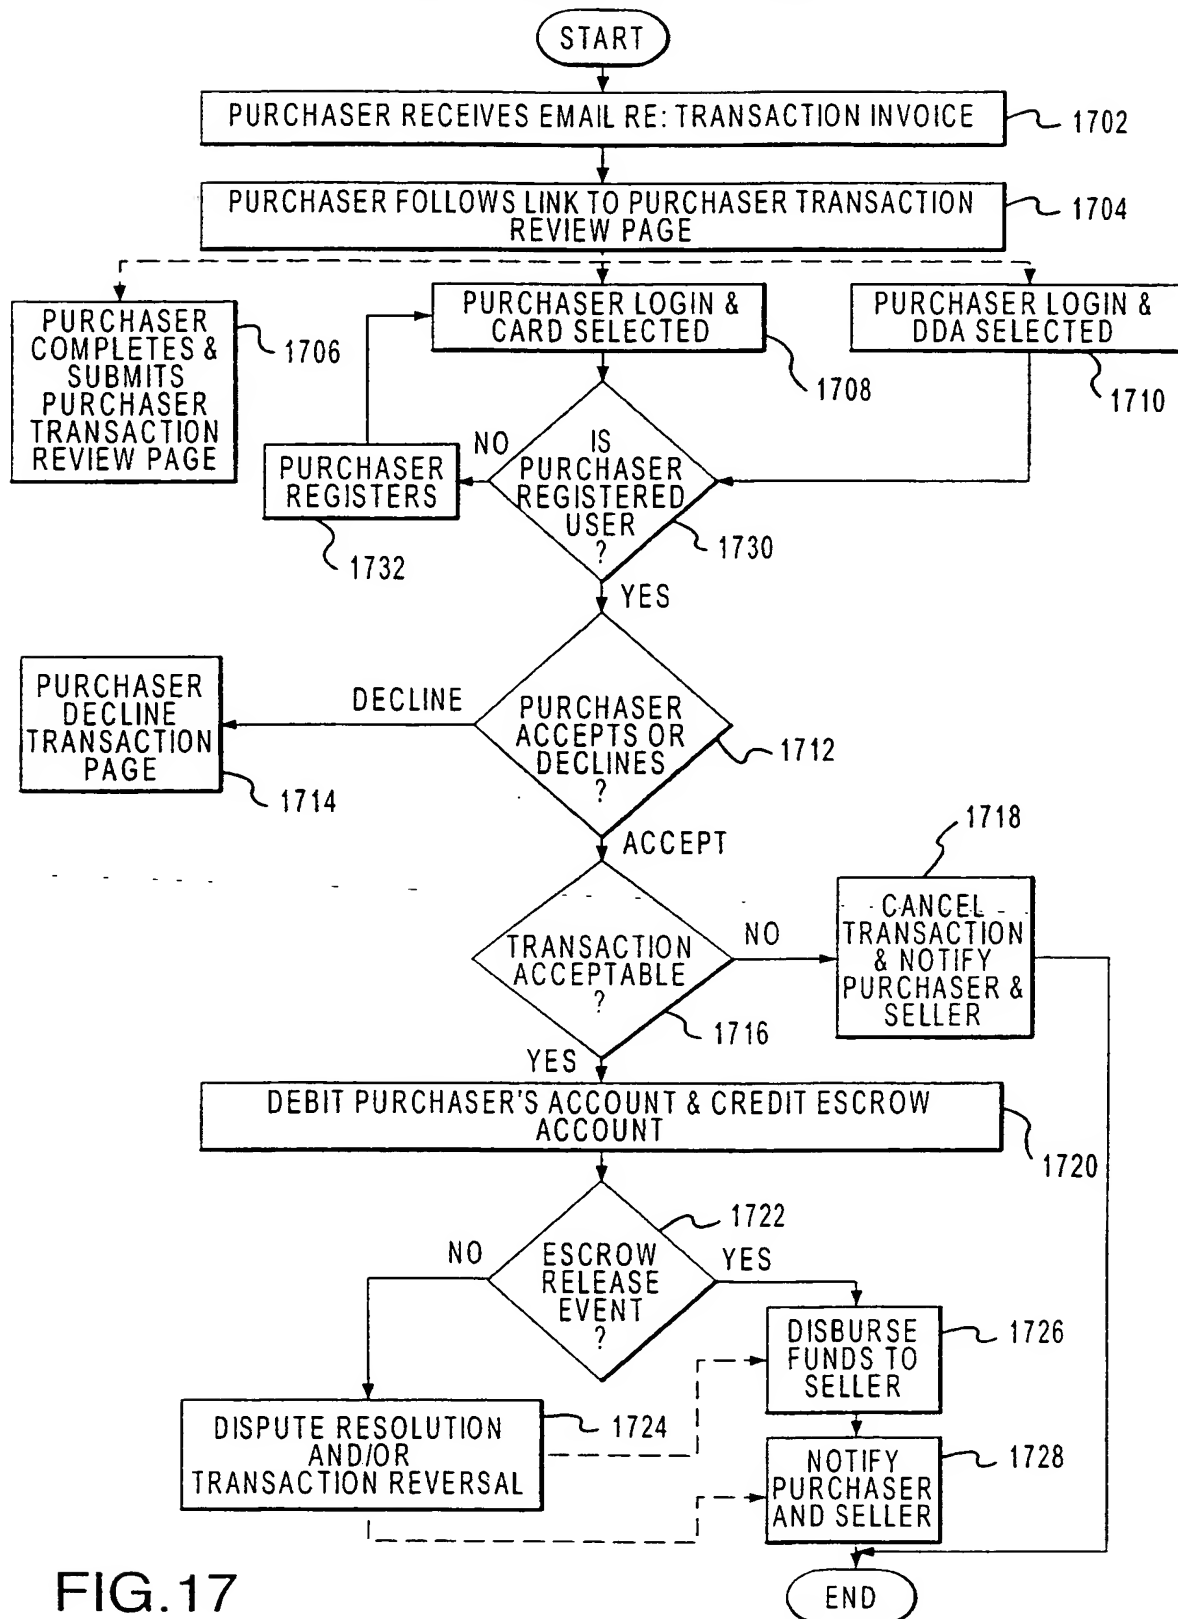 START
PURCHASER RECEIVES EMAIL RE: TRANSACTION INVOICE
1702
PURCHASER FOLLOWS LINK TO PURCHASER TRANSACTION
REVIEW PAGE
1704
PURCHASER
COMPLETES &
SUBMITS
PURCHASER
TRANSACTION
REVIEW PAGE
1706
PURCHASER LOGIN &
CARD SELECTED
1708
PURCHASER LOGIN &
DDA SELECTED
1710
NO
IS
PURCHASER
REGISTERED
USER
?
1730
PURCHASER
REGISTERS
1732
YES
PURCHASER
DECLINE
TRANSACTION
PAGE
1714
DECLINE
PURCHASER
ACCEPTS OR
DECLINES
?
1712
ACCEPT
1718
TRANSACTION
ACCEPTABLE
?
1716
NO
CANCEL
TRANSACTION
& NOTIFY
PURCHASER &
SELLER
YES
DEBIT PURCHASER'S ACCOUNT & CREDIT ESCROW
ACCOUNT
1720
1722
NO
ESCROW
RELEASE
EVENT
?
YES
DISBURSE
FUNDS TO
SELLER
1726
DISPUTE RESOLUTION
AND/OR
TRANSACTION REVERSAL
1724
NOTIFY
PURCHASER
AND SELLER
1728
END
FIG.17